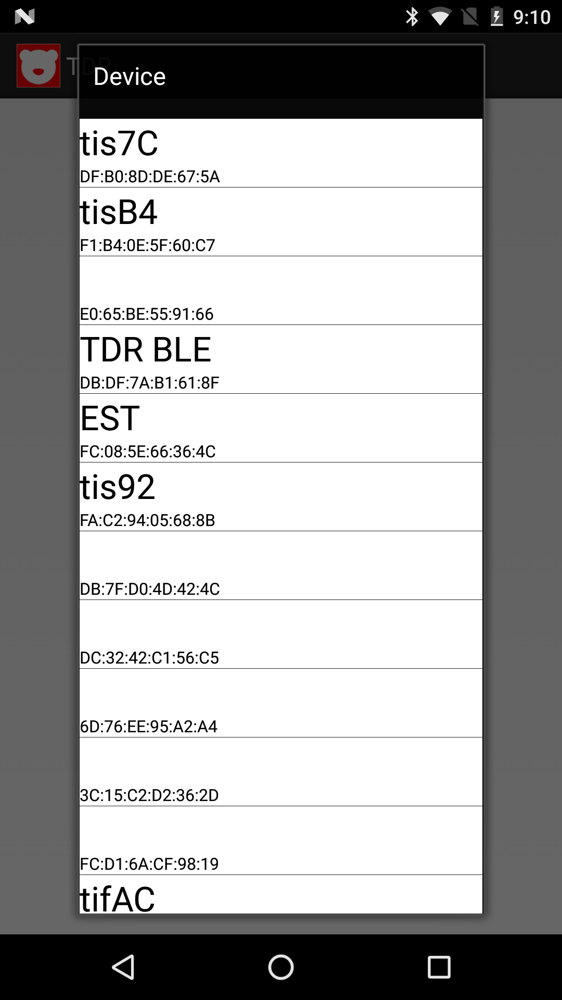 9:10
TDR
Device
tis7C
DF:B0:8D:DE:67:5A
tisB4
F1:B4:0E:5F:60:C7
E0:65:BE:55:91:66
TDR BLE
DB:DF:7A:B1:61:8F
EST
FC:08:5E:66:36:4C
tis92
FA:C2:94:05:68:8B
DB:7F:D0:4D:42:4C
DC:32:42:C1:56:C5
6D:76:EE:95:A2:A4
3C:15:C2:D2:36:2D
FC:D1:6A:CF:98:19
tifAC